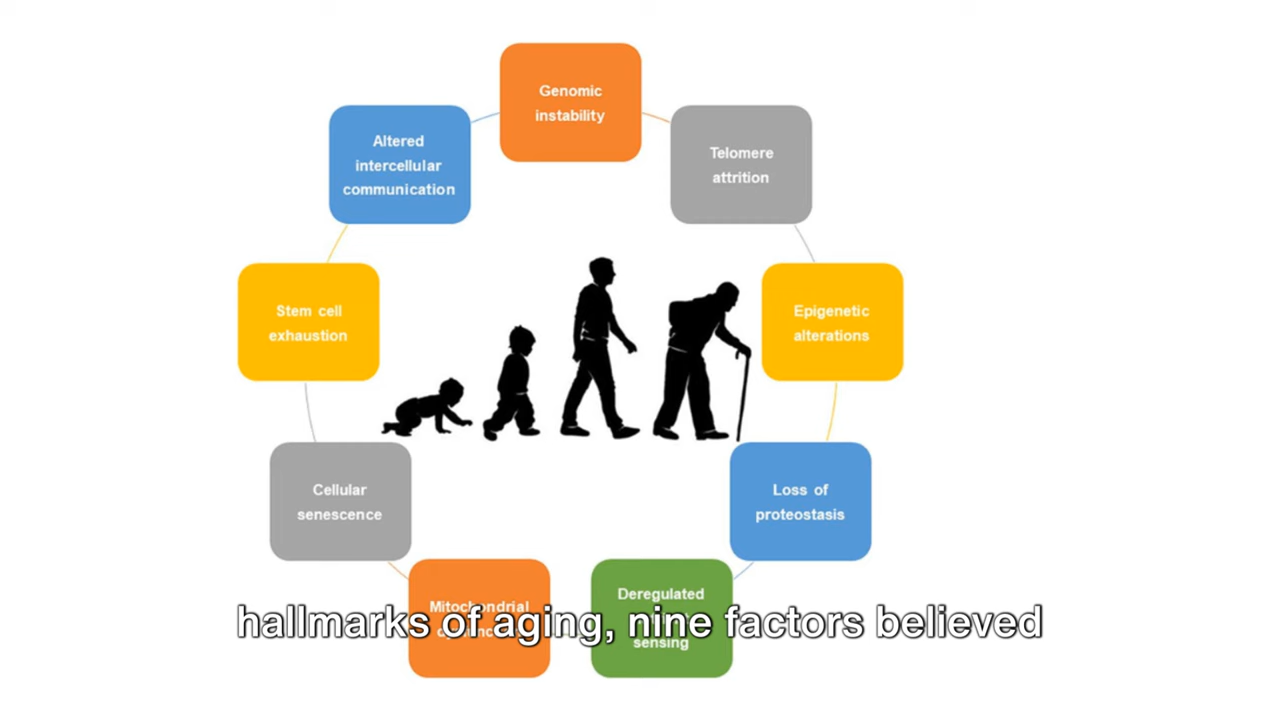 Genomic
instability
Altered
intercellular
communication
Telomere
attrition
Stem cell
exhaustion
Epigenetic
alterations
Cellular
senescence
Loss of
proteostasis
Mitochondrial
Deregulated
sensing
hallmarks of aging, nine factors believed